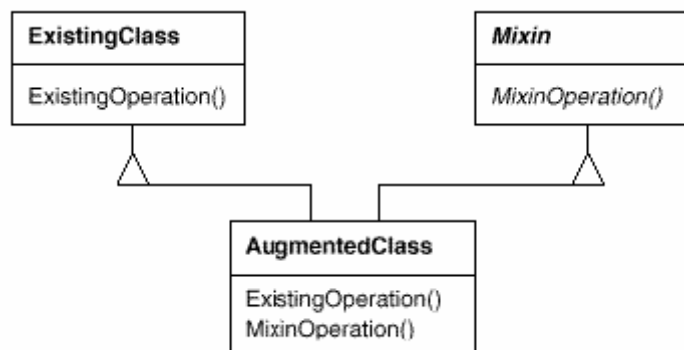 ExistingClass
ExistingOperation()
Mixin
MixinOperation()
AugmentedClass
ExistingOperation()
MixinOperation()